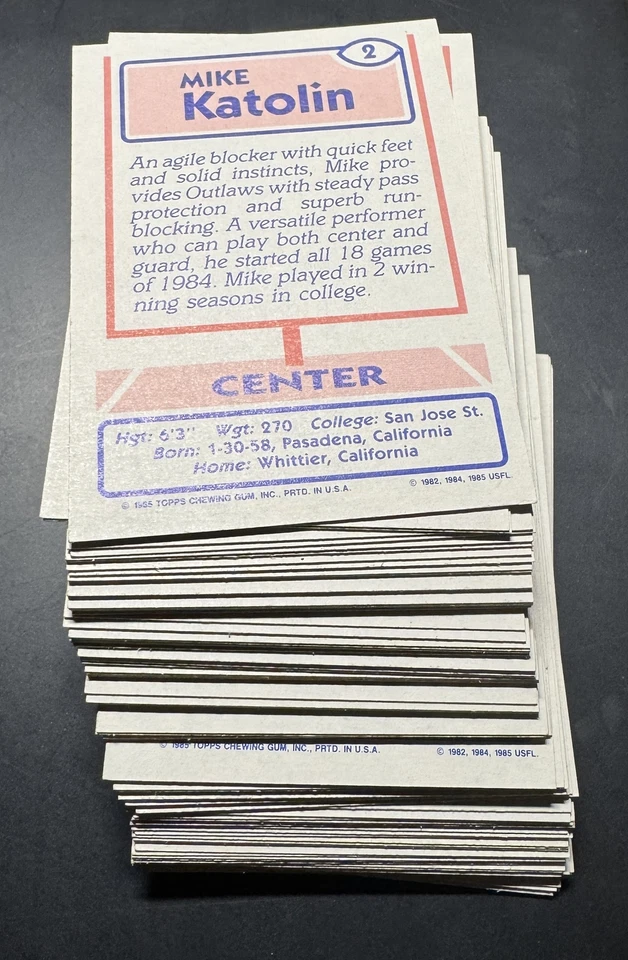 2
MIKE
Katolin
An agile blocker with quick feet
and solid instincts, Mike pro-
vides Outlaws with steady pass
protection and superb run-
blocking. A versatile performer
who can play both center and
guard, he started all 18 games
of 1984. Mike played in 2 win-
ning seasons in college.
CENTER
Hgt: 6'3" Wgt: 270 College: San Jose St.
Born: 1-30-58, Pasadena, California
Home: Whittier, California
© 1985 TOPPS CHEWING GUM, INC., PRTD. IN U.S.A. © 1982, 1984, 1985 USFL.
© 1985 TOPPS CHEWING GUM, INC., PRTD. IN U.S.A. © 1982, 1984, 1985 USFL.